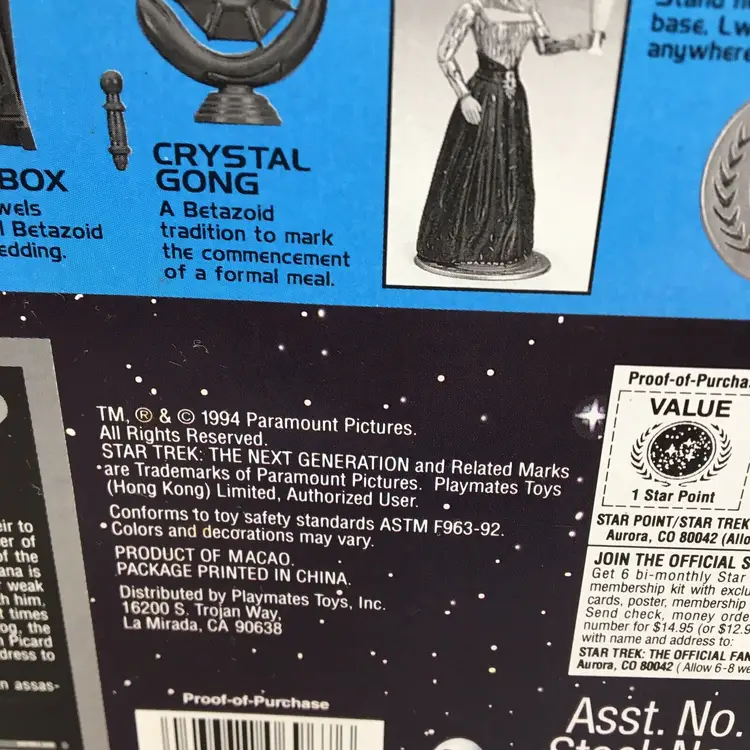 base. Lw
anywhere
BOX
Betazoid
edding.
CRYSTAL
GONG
A Betazoid
tradition to mark
the commencement
of a formal meal.
TM, ® & © 1994 Paramount Pictures.
All Rights Reserved.
STAR TREK: THE NEXT GENERATION and Related Marks
are Trademarks of Paramount Pictures. Playmates Toys
(Hong Kong) Limited, Authorized User.
Conforms to toy safety standards ASTM F963-92.
Colors and decorations may vary.
PRODUCT OF MACAO.
PACKAGE PRINTED IN CHINA.
Distributed by Playmates Toys, Inc.
16200 S. Trojan Way,
La Mirada, CA 90638
Proof-of-Purchase
eir to
er of
of the
ana is
weak
h him.
t times
og, the
n Picard
dress to
n assas-
Proof-of-Purcha
VALUE
1 Star Point
STAR POINT/STAR TREK
Aurora, CO 80042 (Allo
JOIN THE OFFICIAL S
Get 6 bi-monthly Star
membership kit with exclu
cards, poster, membership
Send check, money orde
number for $14.95 (or $12.9
with name and address to:
STAR TREK: THE OFFICIAL FAN
Aurora, CO 80042 (Allow 6-8 we
Asst. No.